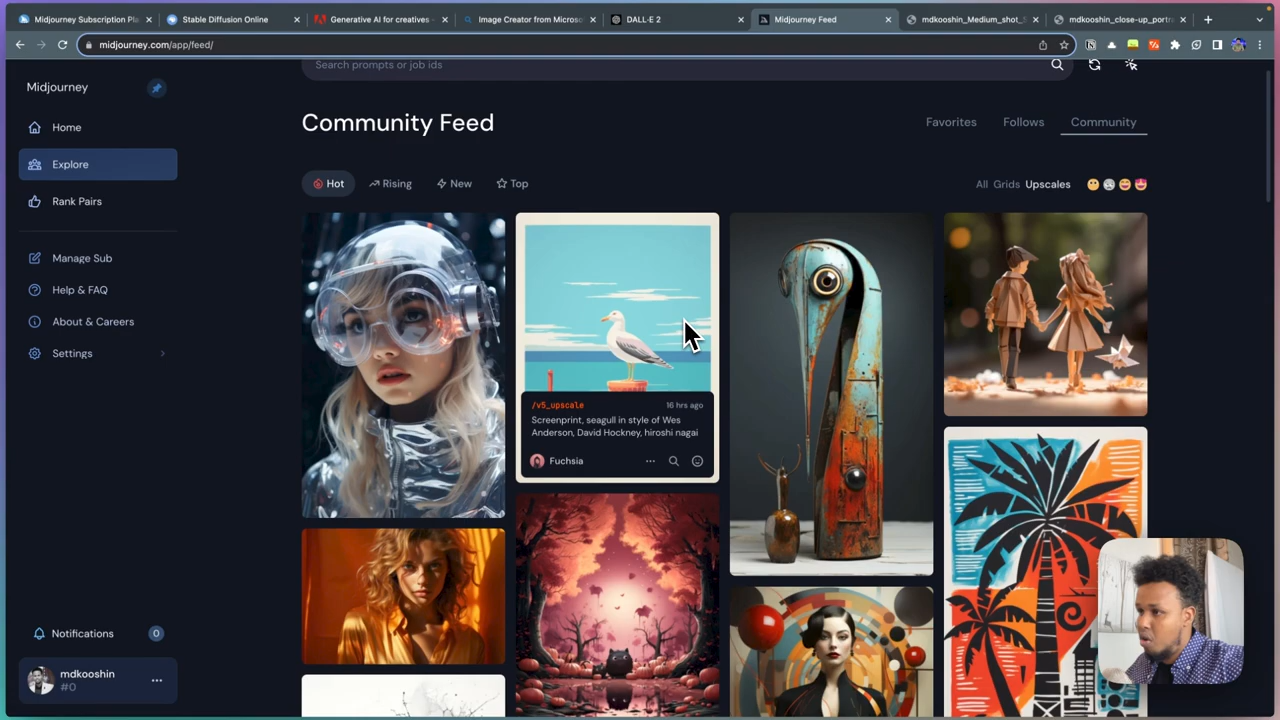 Midjourney Subscription Pla
Stable Diffusion Online
Generative AI for creatives -
Image Creator from Microso
DALL·E 2
Midjourney Feed
mdkooshin_Medium_shot_
mdkooshin_close-up_portr
midjourney.com/app/feed/
Midjourney
Search prompts or job ids
Home
Explore
Rank Pairs
Manage Sub
Help & FAQ
About & Careers
Settings
Notifications
0
mdkooshin
#0
Community Feed
Favorites
Follows
Community
Hot
Rising
New
Top
All
Grids
Upscales
/v5_upscale
16 hrs ago
Screenprint, seagull in style of Wes
Anderson, David Hockney, hiroshi nagai
Fuchsia